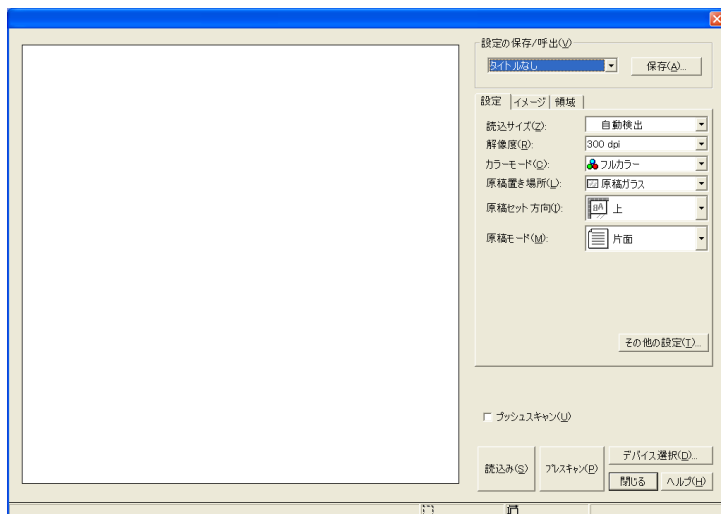 設定の保存/呼出(V)
タイトルなし 保存(A)...
設定 イメージ 領域
読込サイズ(Z): 自動検出
解像度(R): 300 dpi
カラーモード(C): フルカラー
原稿置き場所(L): 原稿ガラス
原稿セット方向(I): 上
原稿モード(M): 片面
その他の設定(T)...
プッシュスキャン(U)
読込み(S) プレスキャン(P) デバイス選択(D)...
閉じる ヘルプ(H)